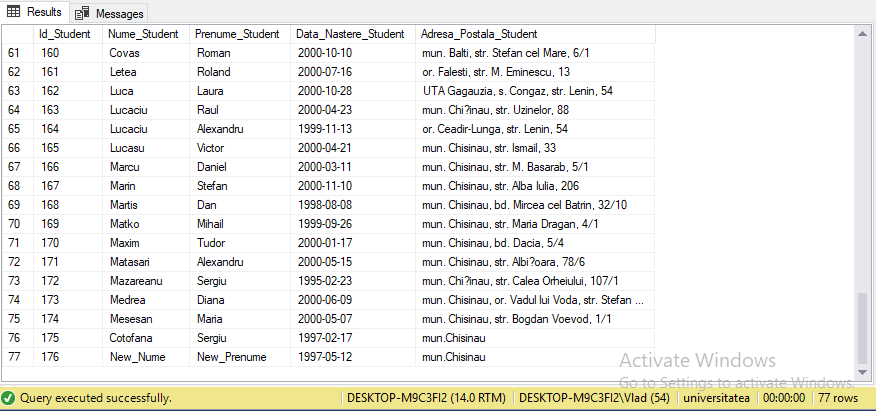 Results Messages
Id_Student Nume_Student Prenume_Student Data_Nastere_Student Adresa_Postala_Student
61 160 Covas Roman 2000-10-10 mun. Balti, str. Stefan cel Mare, 6/1
62 161 Letea Roland 2000-07-16 or. Falesti, str. M. Eminescu, 13
63 162 Luca Laura 2000-10-28 UTA Gagauzia, s. Congaz, str. Lenin, 54
64 163 Lucaciu Raul 2000-04-23 mun. Chi?inau, str. Uzinelor, 88
65 164 Lucaciu Alexandru 1999-11-13 or. Ceadir-Lunga, str. Lenin, 54
66 165 Lucasu Victor 2000-04-21 mun. Chisinau, str. Ismail, 33
67 166 Marcu Daniel 2000-03-11 mun. Chisinau, str. M. Basarab, 5/1
68 167 Marin Stefan 2000-11-10 mun. Chisinau, str. Alba Iulia, 206
69 168 Martis Dan 1998-08-08 mun. Chisinau, bd. Mircea cel Batrin, 32/10
70 169 Matko Mihail 1999-09-26 mun. Chisinau, str. Maria Dragan, 4/1
71 170 Maxim Tudor 2000-01-17 mun. Chisinau, bd. Dacia, 5/4
72 171 Matasari Alexandru 2000-05-15 mun. Chisinau, str. Albi?oara, 78/6
73 172 Mazareanu Sergiu 1995-02-23 mun. Chi?inau, str. Calea Orheiului, 107/1
74 173 Medrea Diana 2000-06-09 mun. Chisinau, or. Vadul lui Voda, str. Stefan ...
75 174 Mesesan Maria 2000-05-07 mun. Chisinau, str. Bogdan Voevod, 1/1
76 175 Cotofana Sergiu 1997-02-17 mun.Chisinau
77 176 New_Nume New_Prenume 1997-05-12 mun.Chisinau
Activate Windows
Go to Settings to activate Windows.
Query executed successfully. DESKTOP-M9C3FI2 (14.0 RTM) DESKTOP-M9C3FI2\Vlad (54) universitatea 00:00:00 77 rows